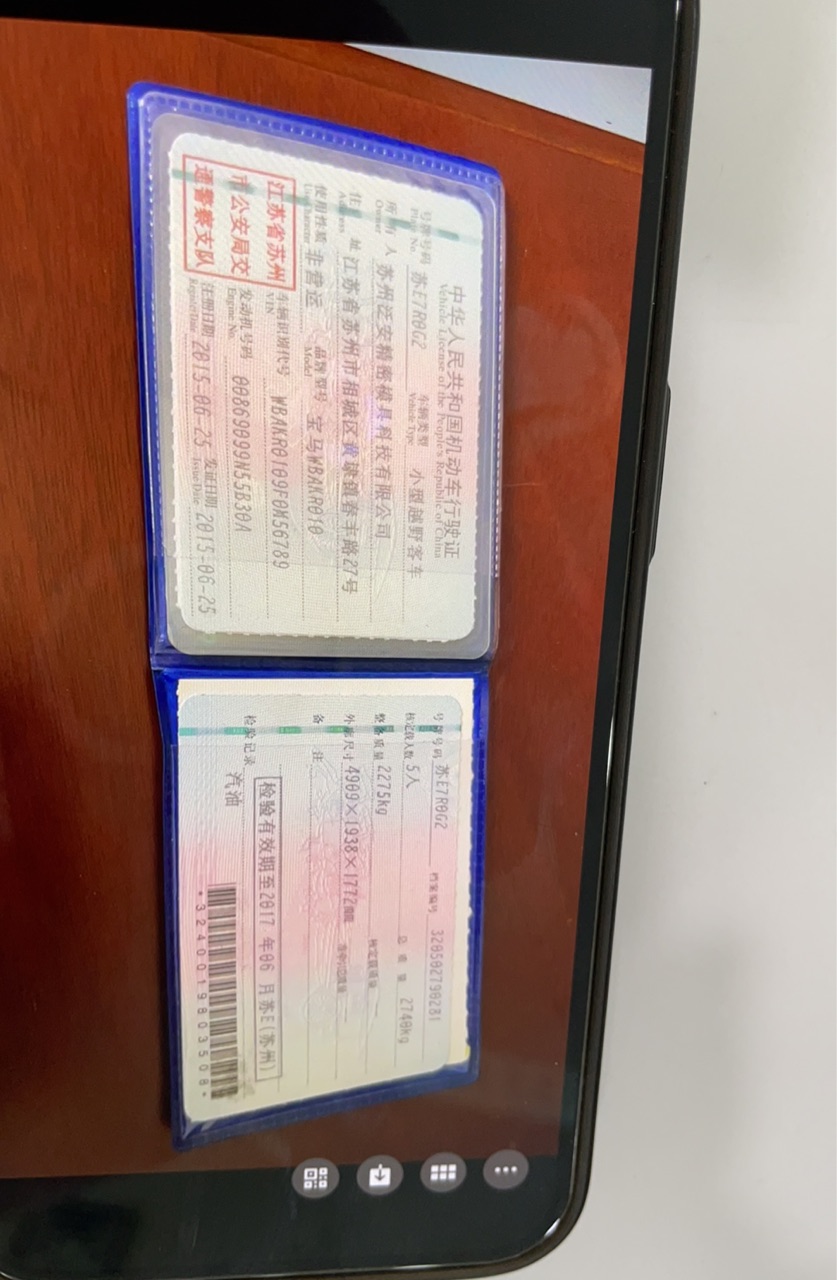 中华人民共和国机动车行驶证
Vehicle License of the People's Republic of China
号牌号码 苏E7R0G2 车辆类型 小型越野客车
Plate No. Vehicle Type
所有人 苏州泛安精密模具科技有限公司
Owner
住址 江苏省苏州市相城区黄埭镇春丰路27号
Address
使用性质 非营运 品牌型号 宝马WBAKR010
Use Character Model
江苏省苏州
市公安局交
通警察支队
车辆识别代号 WBAKR0109F0M56789
VIN
发动机号码 00869099N55B30A
Engine No.
注册日期 2015-06-25 发证日期 2015-06-25
Register Date Issue Date
号牌号码 苏E7R0G2 档案编号 320502790281
核定载人数 5人 总质量 2740kg
整备质量 2275kg 核定载质量
外廓尺寸 4909×1938×1772
备注
检验有效期至2017 年06 月苏E(苏州)
检验记录 汽油
*3240019803508*